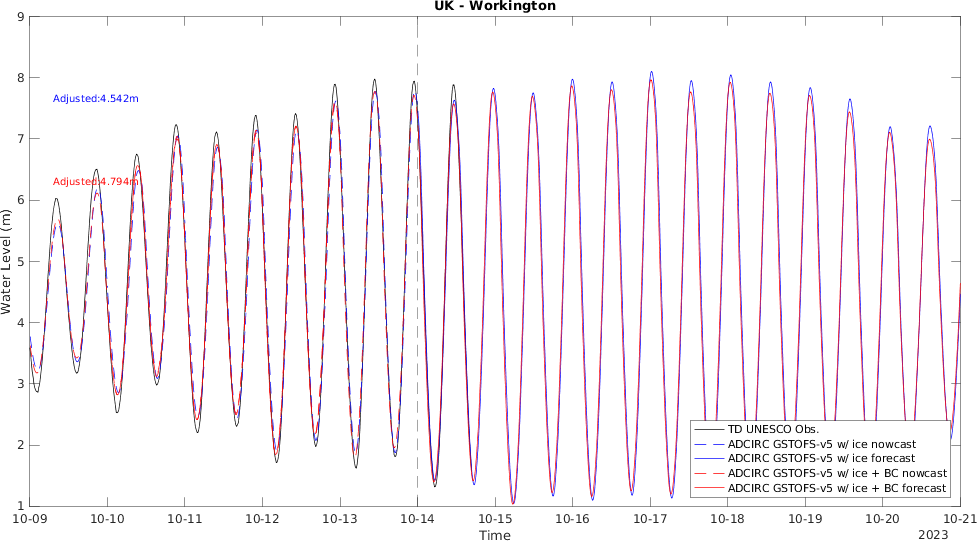 UK - Workington
9
8
7
6
5
4
3
2
1
Water Level (m)
Adjusted:4.542m
Adjusted:4.794m
TD UNESCO Obs.
ADCIRC GSTOFS-v5 w/ ice nowcast
ADCIRC GSTOFS-v5 w/ ice forecast
ADCIRC GSTOFS-v5 w/ ice + BC nowcast
ADCIRC GSTOFS-v5 w/ ice + BC forecast
10-09 10-10 10-11 10-12 10-13 10-14 10-15 10-16 10-17 10-18 10-19 10-20 10-21
Time
2023